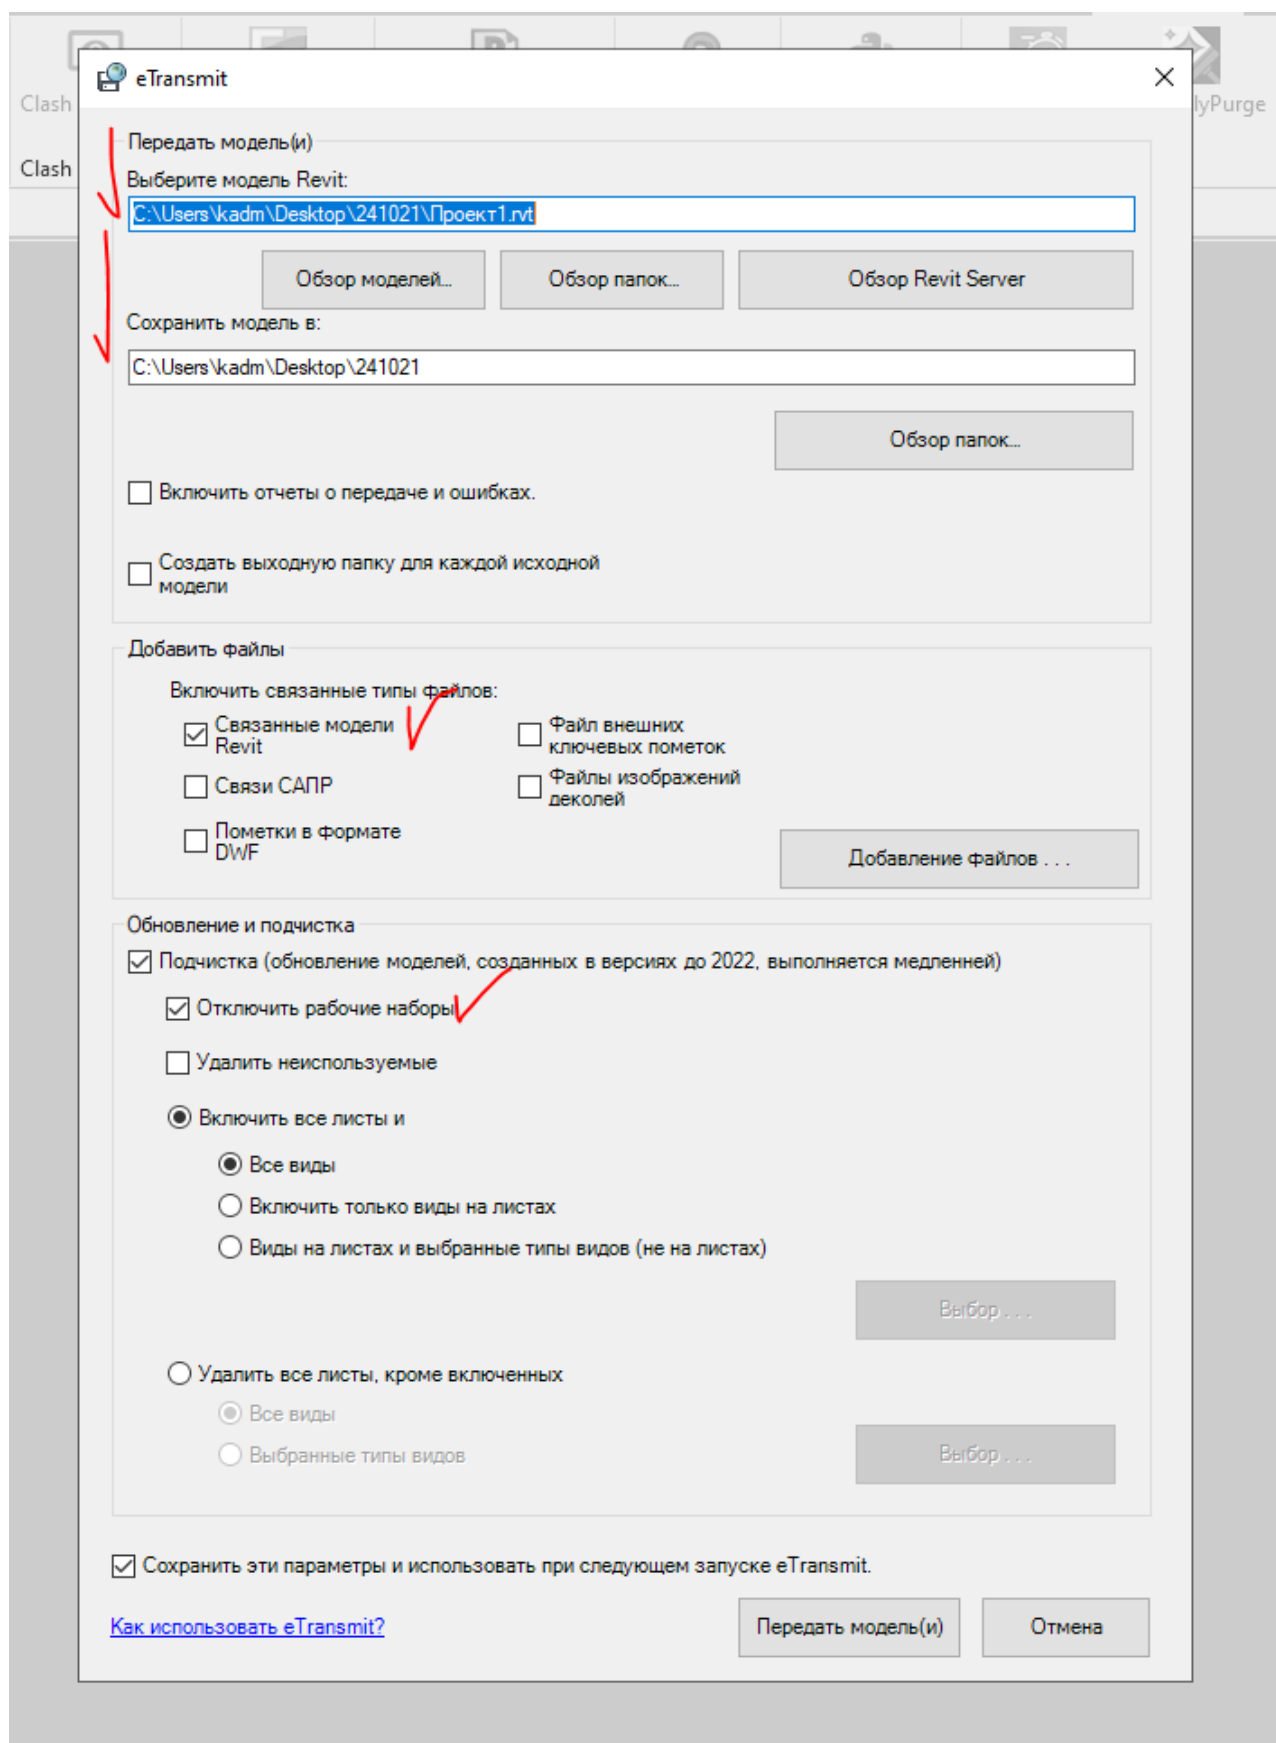 eTransmit
Clash
lyPurge
Clash
Передать модель(и)
Выберите модель Revit:
C:\Users\kadm\Desktop\241021\Проект1.rvt
Обзор моделей...
Обзор папок...
Обзор Revit Server
Сохранить модель в:
C:\Users\kadm\Desktop\241021
Обзор папок...
Включить отчеты о передаче и ошибках.
Создать выходную папку для каждой исходной
модели
Добавить файлы
Включить связанные типы файлов:
Связанные модели
Revit
Файл внешних
ключевых пометок
Связи САПР
Файлы изображений
деколей
Пометки в формате
DWF
Добавление файлов . . .
Обновление и подчистка
Подчистка (обновление моделей, созданных в версиях до 2022, выполняется медленней)
Отключить рабочие наборы
Удалить неиспользуемые
Включить все листы и
Все виды
Включить только виды на листах
Виды на листах и выбранные типы видов (не на листах)
Выбор . . .
Удалить все листы, кроме включенных
Все виды
Выбранные типы видов
Выбор . . .
Сохранить эти параметры и использовать при следующем запуске eTransmit.
Как использовать eTransmit?
Передать модель(и)
Отмена